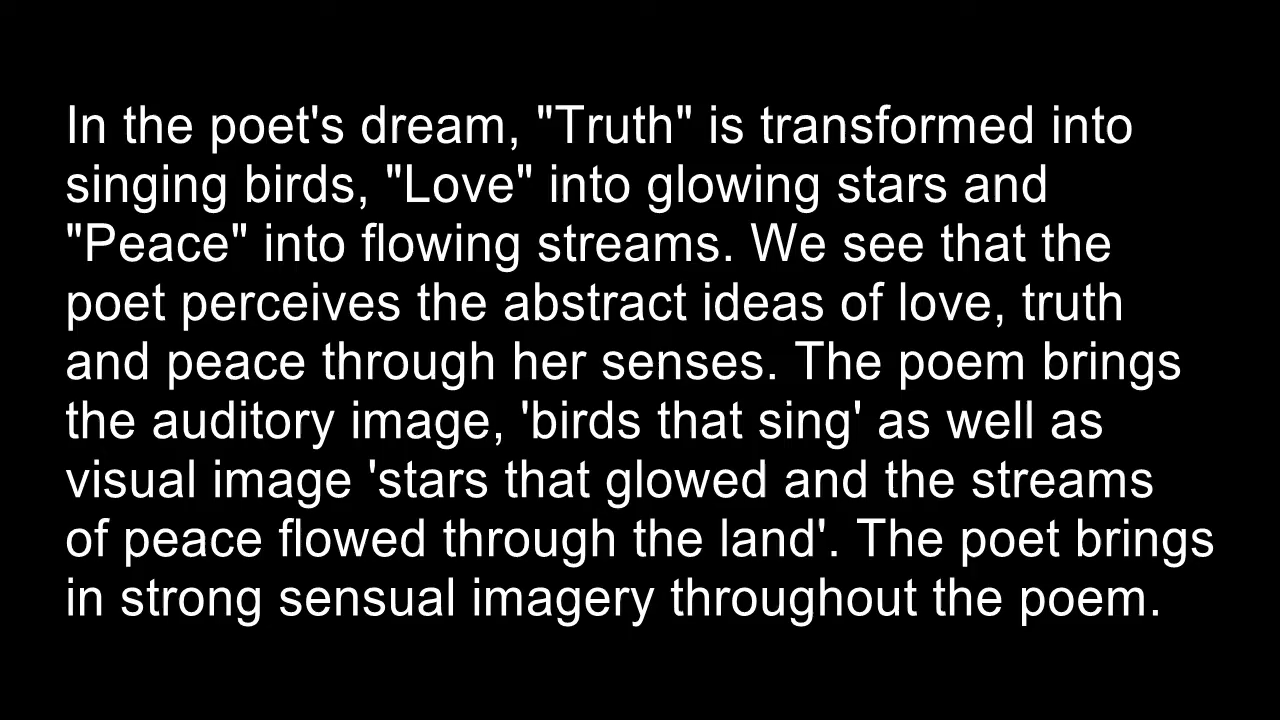 In the poet's dream, "Truth" is transformed into
singing birds, "Love" into glowing stars and
"Peace" into flowing streams. We see that the
poet perceives the abstract ideas of love, truth
and peace through her senses. The poem brings
the auditory image, 'birds that sing' as well as
visual image 'stars that glowed and the streams
of peace flowed through the land'. The poet brings
in strong sensual imagery throughout the poem.